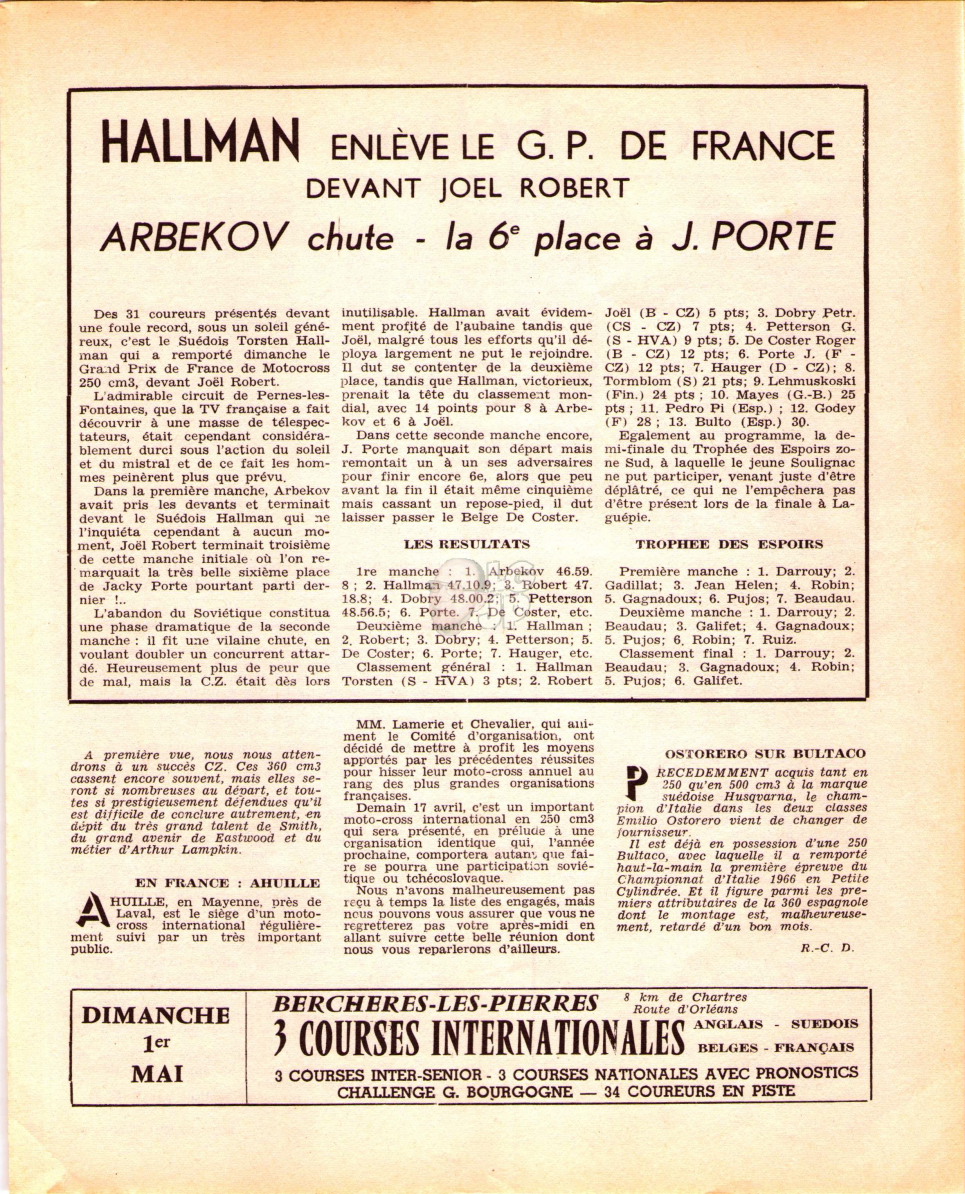 HALLMAN ENLÈVE LE G. P. DE FRANCE
DEVANT JOEL ROBERT
ARBEKOV chute - la 6e place à J. PORTE
Des 31 coureurs présentés devant
une foule record, sous un soleil géné-
reux, c'est le Suédois Torsten Hall-
man qui a remporté dimanche le
Grand Prix de France de Motocross
250 cm3, devant Joël Robert.
L'admirable circuit de Pernes-les-
Fontaines, que la TV française a fait
découvrir à une masse de télespec-
tateurs, était cependant considéra-
blement durci sous l'action du soleil
et du mistral et de ce fait les hom-
mes peinèrent plus que prévu.
Dans la première manche, Arbekov
avait pris les devants et terminait
devant le Suédois Hallman qui ne
l'inquiéta cependant à aucun mo-
ment, Joël Robert terminait troisième
de cette manche initiale où l'on re-
marquait la très belle sixième place
de Jacky Porte pourtant parti der-
nier !..
L'abandon du Soviétique constitua
une phase dramatique de la seconde
manche : il fit une vilaine chute, en
voulant doubler un concurrent attar-
dé. Heureusement plus de peur que
de mal, mais la C.Z. était dès lors
inutilisable. Hallman avait évidem-
ment profité de l'aubaine tandis que
Joël, malgré tous les efforts qu'il dé-
ploya largement ne put le rejoindre.
Il dut se contenter de la deuxième
place, tandis que Hallman, victorieux,
prenait la tête du classement mon-
dial, avec 14 points pour 8 à Arbe-
kov et 6 à Joël.
Dans cette seconde manche encore,
J. Porte manquait son départ mais
remontait un à un ses adversaires
pour finir encore 6e, alors que peu
avant la fin il était même cinquième
mais cassant un repose-pied, il dut
laisser passer le Belge De Coster.
LES RESULTATS
1re manche : 1. Arbekov 46.59.
8 ; 2. Hallman 47.10.9; 3. Robert 47.
18.8; 4. Dobry 48.00.2; 5. Petterson
48.56.5; 6. Porte. 7. De Coster, etc.
Deuxième manche : 1. Hallman ;
2. Robert; 3. Dobry; 4. Petterson; 5.
De Coster; 6. Porte; 7. Hauger, etc.
Classement général : 1. Hallman
Torsten (S - HVA) 3 pts; 2. Robert
Joël (B - CZ) 5 pts; 3. Dobry Petr.
(CS - CZ) 7 pts; 4. Petterson G.
(S - HVA) 9 pts; 5. De Coster Roger
(B - CZ) 12 pts; 6. Porte J. (F -
CZ) 12 pts; 7. Hauger (D - CZ); 8.
Tormblom (S) 21 pts; 9. Lehmuskoski
(Fin.) 24 pts ; 10. Mayes (G.-B.) 25
pts ; 11. Pedro Pi (Esp.) ; 12. Godey
(F) 28 ; 13. Bulto (Esp.) 30.
Egalement au programme, la de-
mi-finale du Trophée des Espoirs zo-
ne Sud, à laquelle le jeune Soulignac
ne put participer, venant juste d'être
déplâtré, ce qui ne l'empêchera pas
d'être présent lors de la finale à La-
guépie.
TROPHEE DES ESPOIRS
Première manche : 1. Darrouy; 2.
Gadillat; 3. Jean Helen; 4. Robin;
5. Gagnadoux; 6. Pujos; 7. Beaudau.
Deuxième manche : 1. Darrouy; 2.
Beaudau; 3. Galifet; 4. Gagnadoux;
5. Pujos; 6. Robin; 7. Ruiz.
Classement final : 1. Darrouy; 2.
Beaudau; 3. Gagnadoux; 4. Robin;
5. Pujos; 6. Galifet.
A première vue, nous nous atten-
drons à un succès CZ. Ces 360 cm3
cassent encore souvent, mais elles se-
ront si nombreuses au départ, et tou-
tes si prestigieusement défendues qu'il
est difficile de conclure autrement, en
dépit du très grand talent de Smith,
du grand avenir de Eastwood et du
métier d'Arthur Lampkin.
EN FRANCE : AHUILLE
AHUILLE, en Mayenne, près de
Laval, est le siège d'un moto-
cross international régulière-
ment suivi par un très important
public.
MM. Lamerie et Chevalier, qui ani-
ment le Comité d'organisation, ont
décidé de mettre à profit les moyens
apportés par les précédentes réussites
pour hisser leur moto-cross annuel au
rang des plus grandes organisations
françaises.
Demain 17 avril, c'est un important
moto-cross international en 250 cm3
qui sera présenté, en prélude à une
organisation identique qui, l'année
prochaine, comportera autant que fai-
re se pourra une participation sovié-
tique ou tchécoslovaque.
Nous n'avons malheureusement pas
reçu à temps la liste des engagés, mais
nous pouvons vous assurer que vous ne
regretterez pas votre après-midi en
allant suivre cette belle réunion dont
nous vous reparlerons d'ailleurs.
OSTORERO SUR BULTACO
PRECEDEMMENT acquis tant en
250 qu'en 500 cm3 à la marque
suédoise Husqvarna, le cham-
pion d'Italie dans les deux classes
Emilio Ostorero vient de changer de
fournisseur.
Il est déjà en possession d'une 250
Bultaco, avec laquelle il a remporté
haut-la-main la première épreuve du
Championnat d'Italie 1966 en Petite
Cylindrée. Et il figure parmi les pre-
miers attributaires de la 360 espagnole
dont le montage est, malheureuse-
ment, retardé d'un bon mois.
R.-C. D.
DIMANCHE
1er
MAI
BERCHERES-LES-PIERRES
8 km de Chartres
Route d'Orléans
3 COURSES INTERNATIONALES
ANGLAIS - SUEDOIS
BELGES - FRANÇAIS
3 COURSES INTER-SENIOR - 3 COURSES NATIONALES AVEC PRONOSTICS
CHALLENGE G. BOURGOGNE — 34 COUREURS EN PISTE